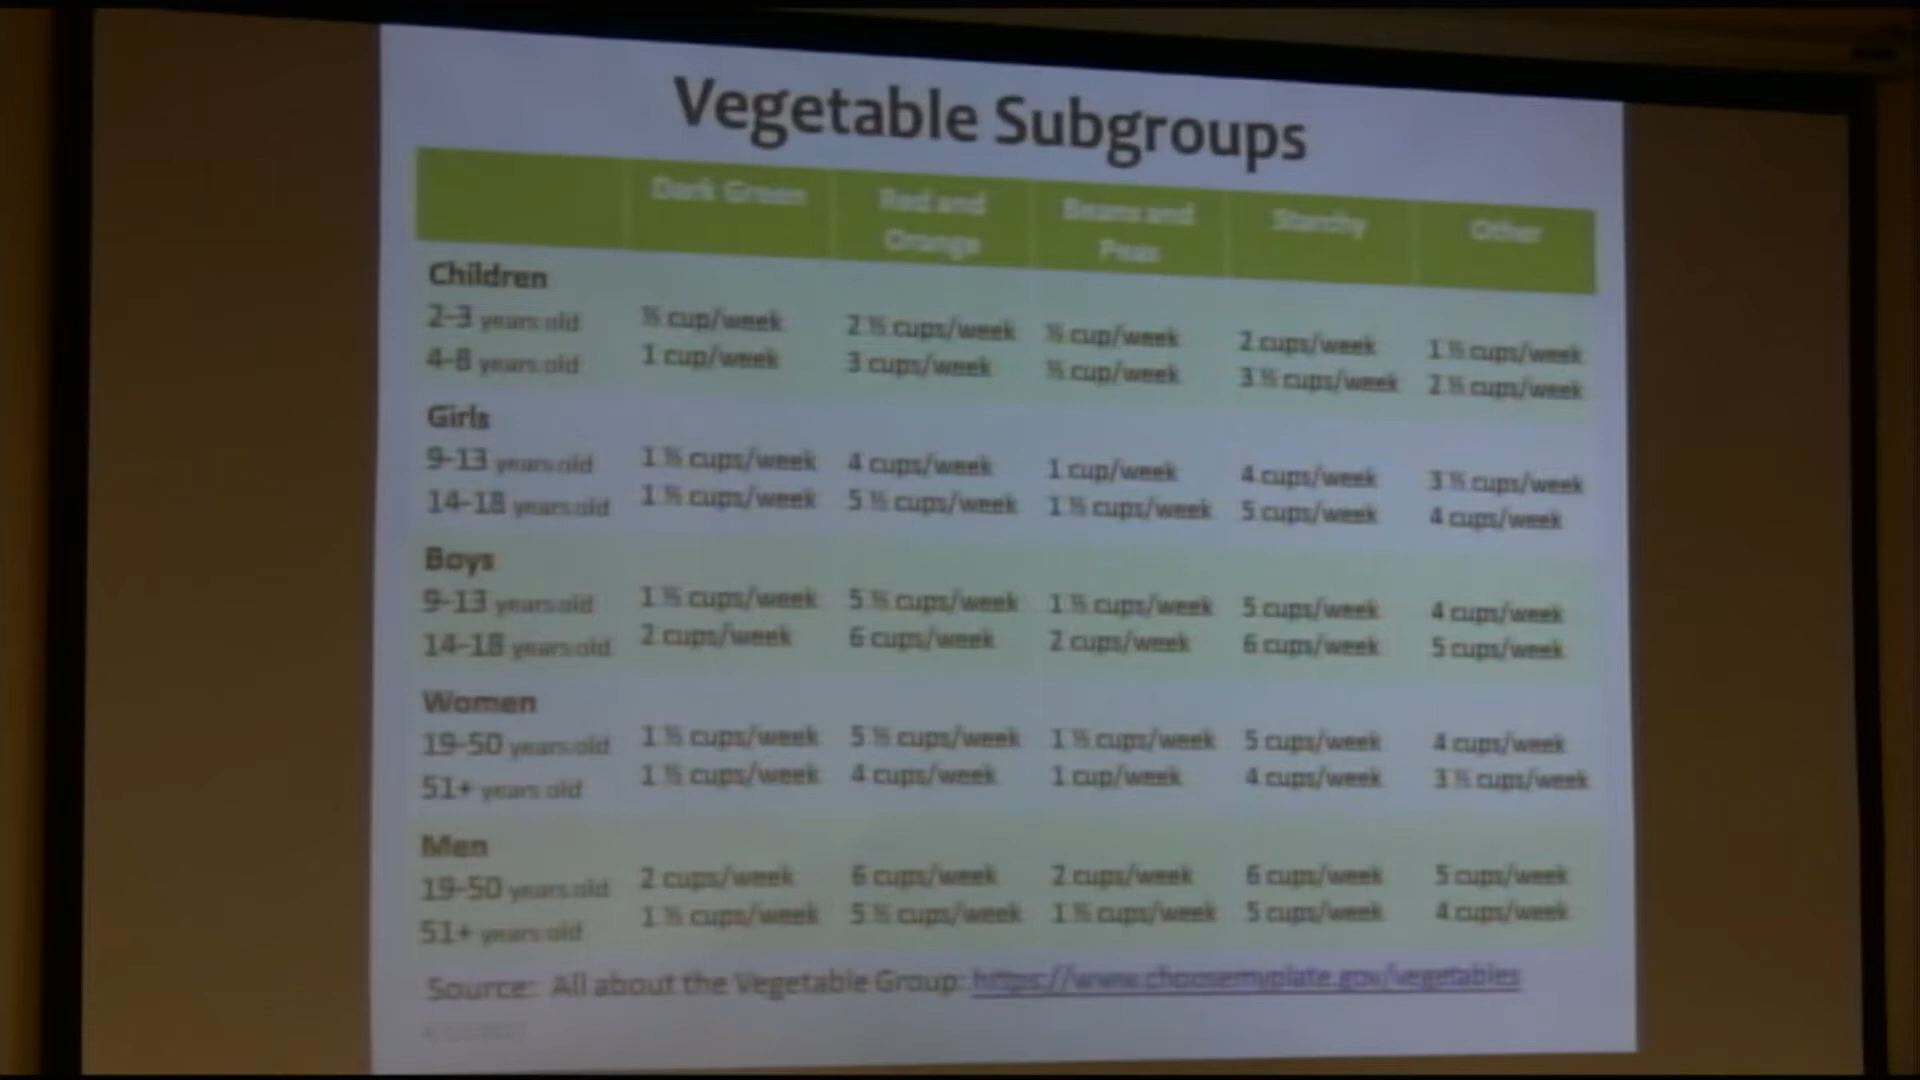 Vegetable Subgroups
Dark Green Red and Orange Beans and Peas Starchy Other
Children
2-3 years old ½ cup/week 2 ½ cups/week ½ cup/week 2 cups/week 1 ½ cups/week
4-8 years old 1 cup/week 3 cups/week ½ cup/week 3 ½ cups/week 2 ½ cups/week
Girls
9-13 years old 1 ½ cups/week 4 cups/week 1 cup/week 4 cups/week 3 ½ cups/week
14-18 years old 1 ½ cups/week 5 ½ cups/week 1 ½ cups/week 5 cups/week 4 cups/week
Boys
9-13 years old 1 ½ cups/week 5 ½ cups/week 1 ½ cups/week 5 cups/week 4 cups/week
14-18 years old 2 cups/week 6 cups/week 2 cups/week 6 cups/week 5 cups/week
Women
19-50 years old 1 ½ cups/week 5 ½ cups/week 1 ½ cups/week 5 cups/week 4 cups/week
51+ years old 1 ½ cups/week 4 cups/week 1 cup/week 4 cups/week 3 ½ cups/week
Men
19-50 years old 2 cups/week 6 cups/week 2 cups/week 6 cups/week 5 cups/week
51+ years old 1 ½ cups/week 5 ½ cups/week 1 ½ cups/week 5 cups/week 4 cups/week
Source: All about the Vegetable Group: https://www.choosemyplate.gov/vegetables